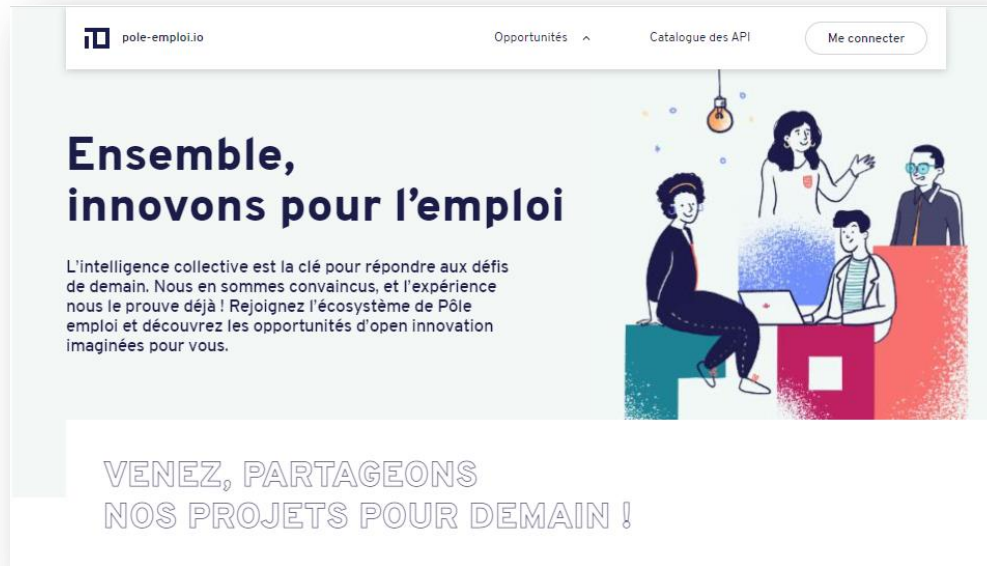 pole-emploi.io
Opportunités
Catalogue des API
Me connecter
Ensemble,
innovons pour l'emploi
L'intelligence collective est la clé pour répondre aux défis
de demain. Nous en sommes convaincus, et l'expérience
nous le prouve déjà ! Rejoignez l'écosystème de Pôle
emploi et découvrez les opportunités d'open innovation
imaginées pour vous.
VENEZ, PARTAGEONS
NOS PROJETS POUR DEMAIN !